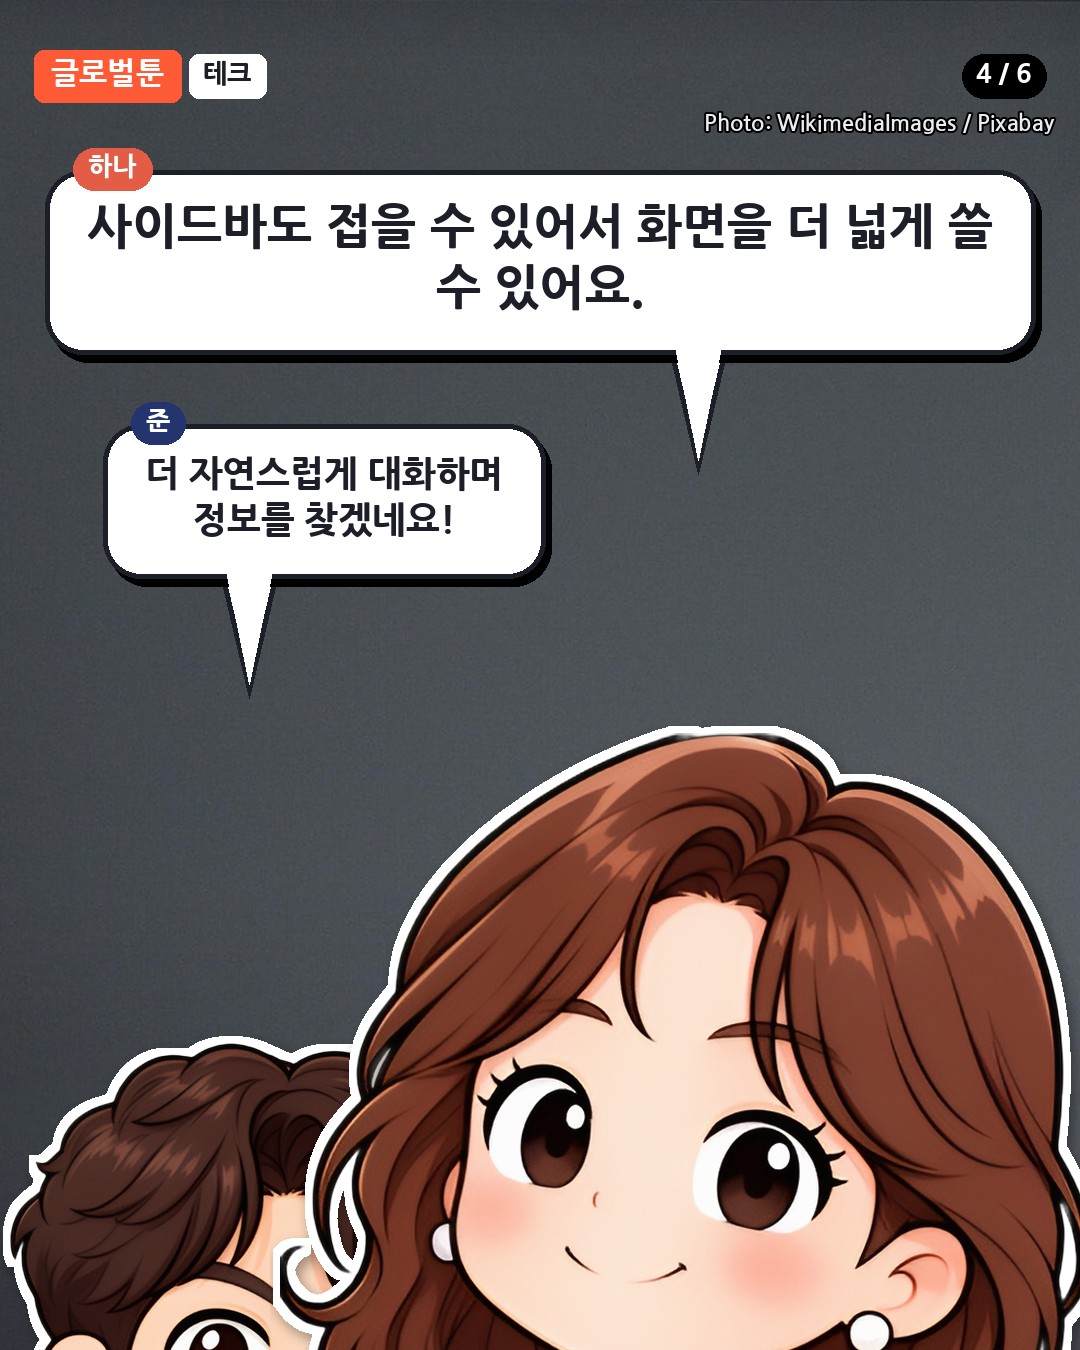 글로벌툰
테크
4 / 6
Photo: WikimediaImages / Pixabay
하나
사이드바도 접을 수 있어서 화면을 더 넓게 쓸
수 있어요.
준
더 자연스럽게 대화하며
정보를 찾겠네요!